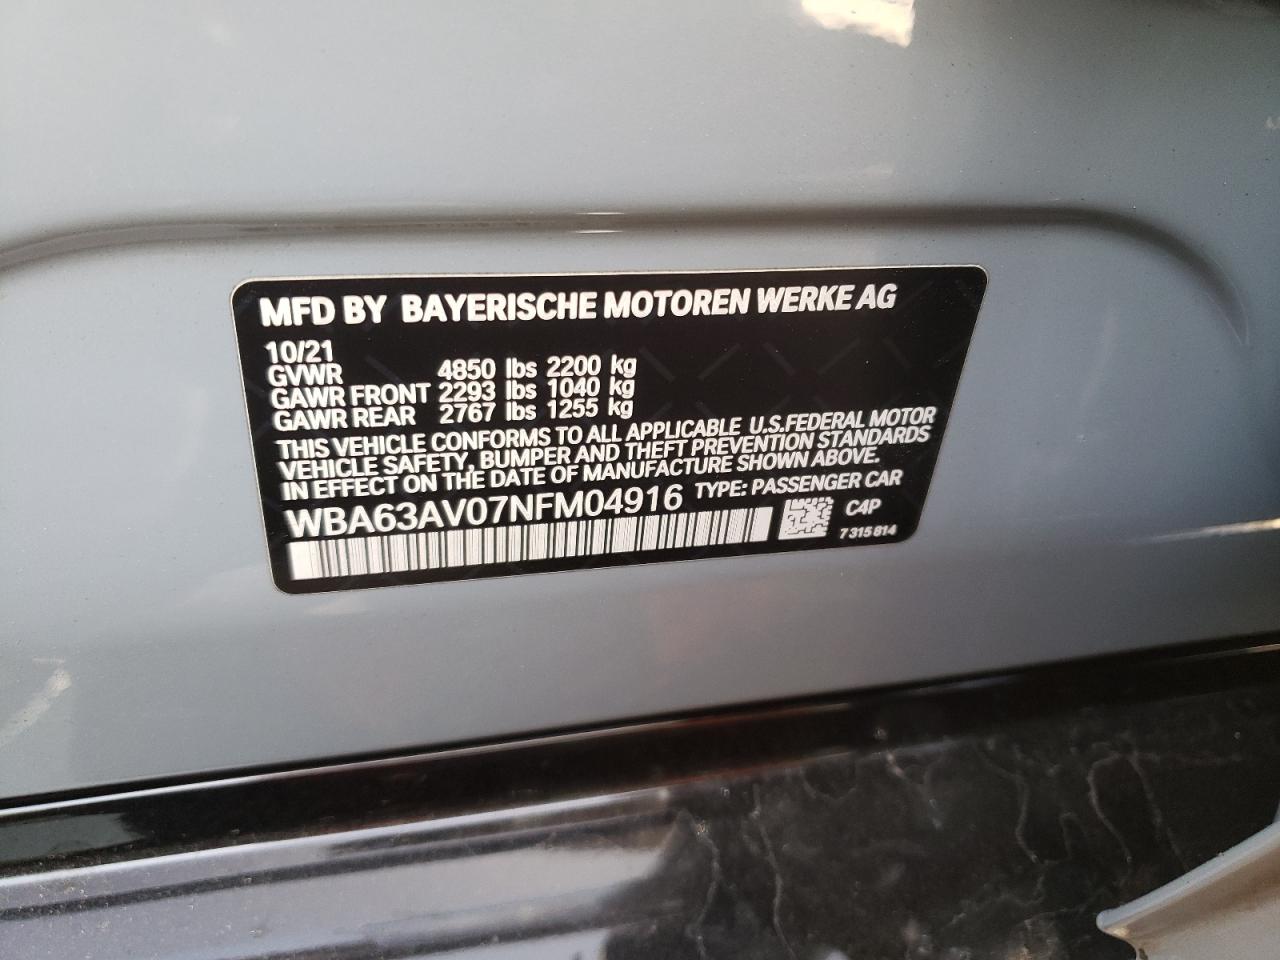 MFD BY BAYERISCHE MOTOREN WERKE AG
10/21
GVWR 4850 lbs 2200 kg
GAWR FRONT 2293 lbs 1040 kg
GAWR REAR 2767 lbs 1255 kg
THIS VEHICLE CONFORMS TO ALL APPLICABLE U.S.FEDERAL MOTOR
VEHICLE SAFETY, BUMPER AND THEFT PREVENTION STANDARDS
IN EFFECT ON THE DATE OF MANUFACTURE SHOWN ABOVE.
WBA63AV07NFM04916 TYPE: PASSENGER CAR
C4P
7 315 814